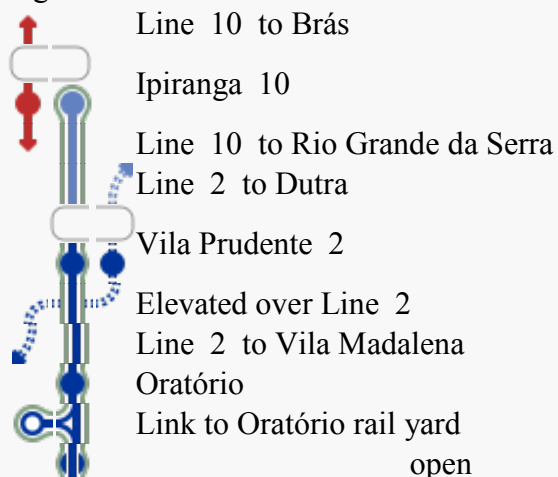 Line 10 to Brás
Ipiranga 10
Line 10 to Rio Grande da Serra
Line 2 to Dutra
Vila Prudente 2
Elevated over Line 2
Line 2 to Vila Madalena
Oratório
Link to Oratório rail yard
open